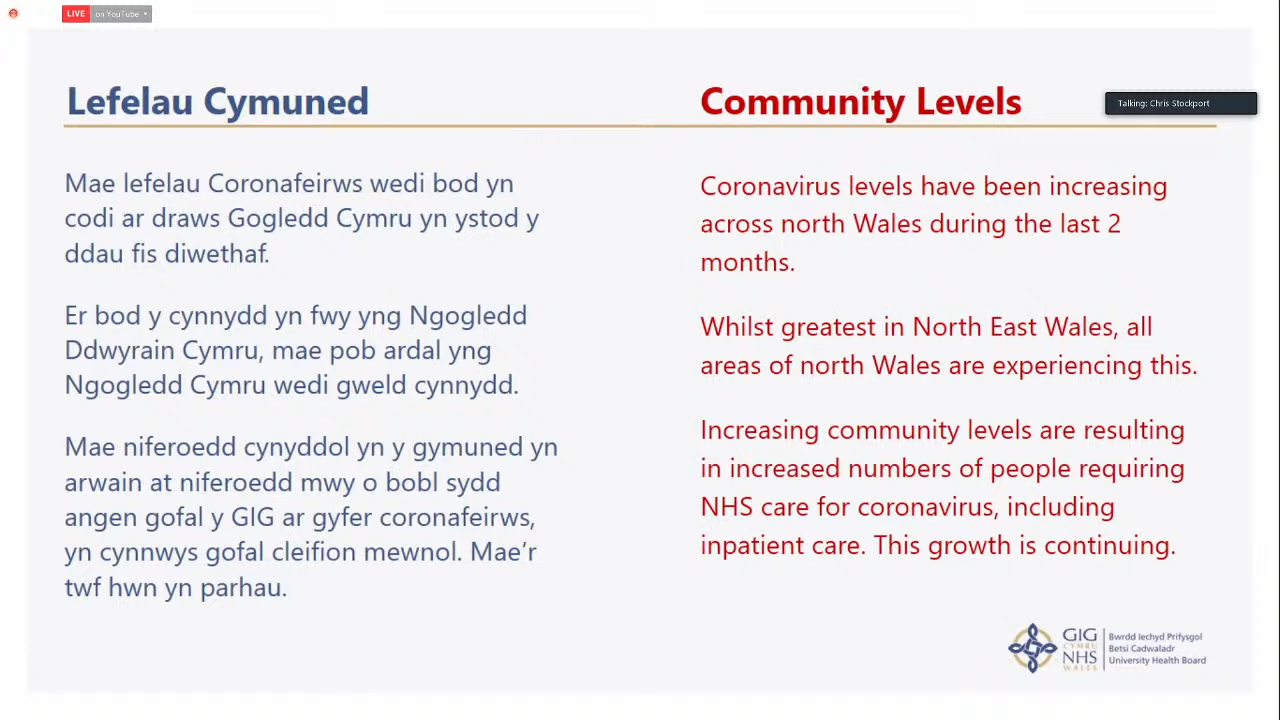 LIVE on YouTube
Lefelau Cymuned
Mae lefelau Coronafeirws wedi bod yn
codi ar draws Gogledd Cymru yn ystod y
ddau fis diwethaf.
Er bod y cynnydd yn fwy yng Ngogledd
Ddwyrain Cymru, mae pob ardal yng
Ngogledd Cymru wedi gweld cynnydd.
Mae niferoedd cynyddol yn y gymuned yn
arwain at niferoedd mwy o bobl sydd
angen gofal y GIG ar gyfer coronafeirws,
yn cynnwys gofal cleifion mewnol. Mae’r
twf hwn yn parhau.
Community Levels
Talking: Chris Stockport
Coronavirus levels have been increasing
across north Wales during the last 2
months.
Whilst greatest in North East Wales, all
areas of north Wales are experiencing this.
Increasing community levels are resulting
in increased numbers of people requiring
NHS care for coronavirus, including
inpatient care. This growth is continuing.
GIG
CYMRU
NHS
WALES
Bwrdd Iechyd Prifysgol
Betsi Cadwaladr
University Health Board